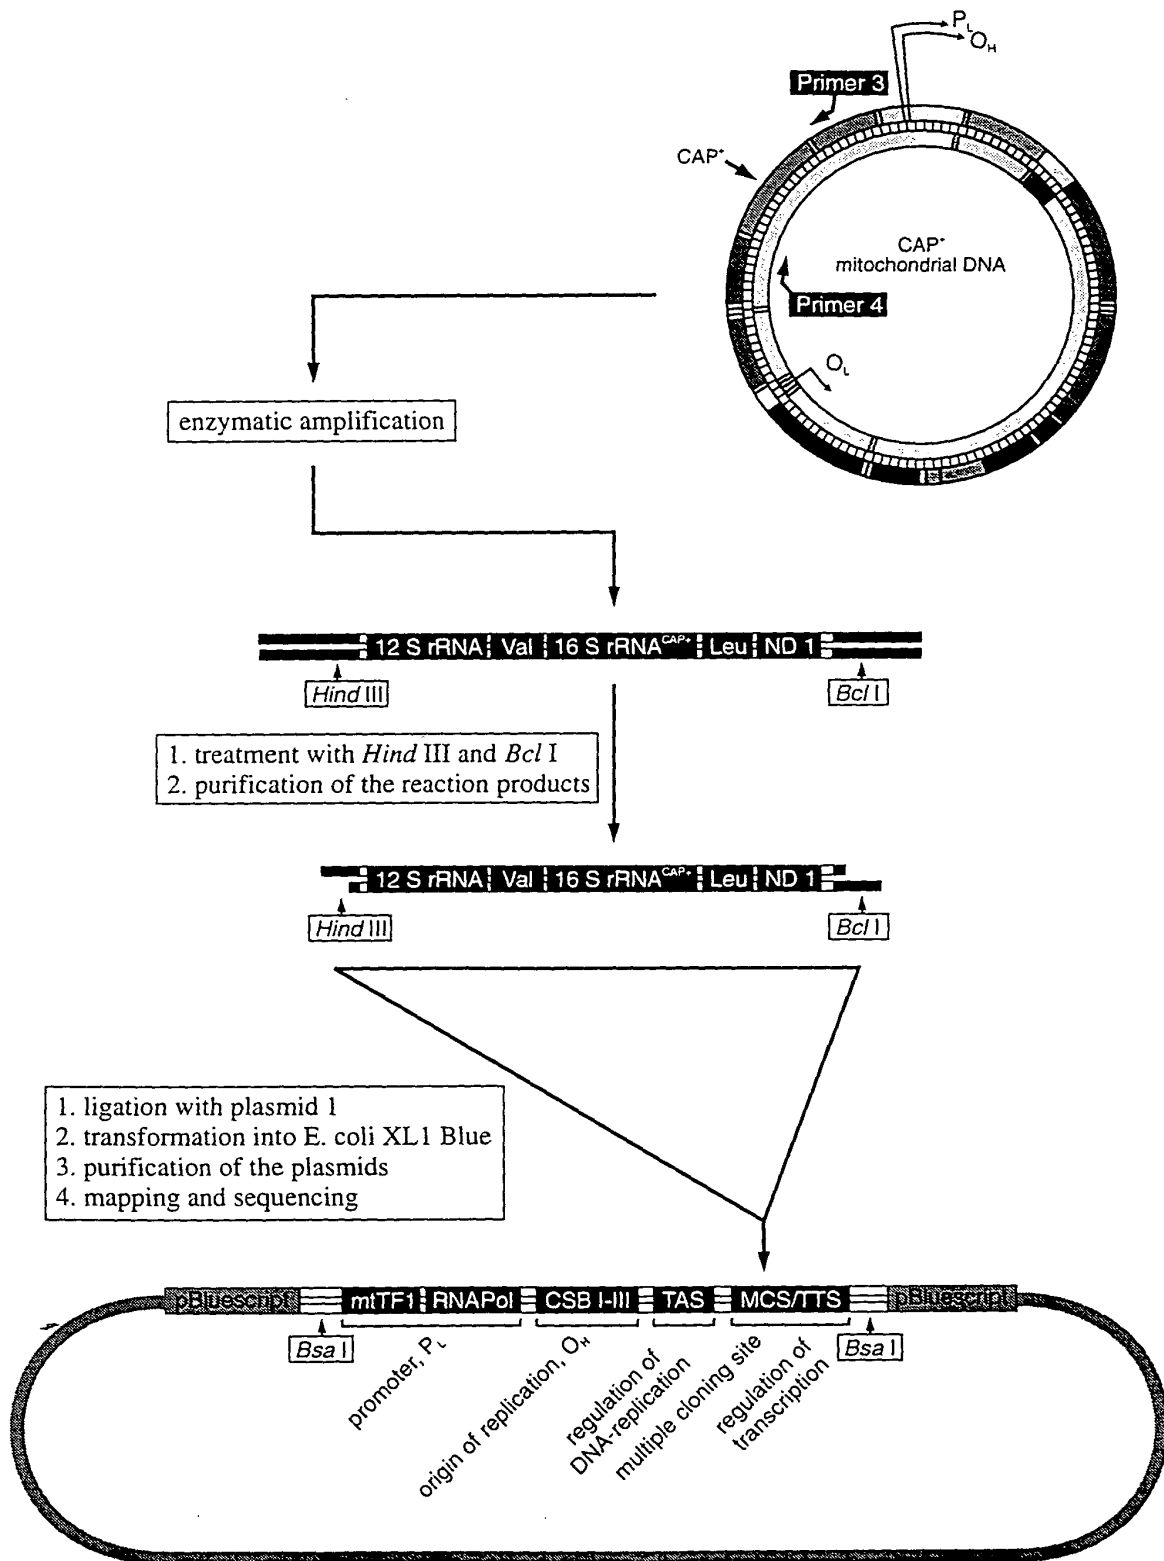 P_L
O_H
Primer 3
CAP+
CAP+
mitochondrial DNA
Primer 4
O_L
enzymatic amplification
12 S rRNA Val 16 S rRNA^CAP+ Leu ND 1
Hind III
Bcl I
1. treatment with Hind III and Bcl I
2. purification of the reaction products
12 S rRNA Val 16 S rRNA^CAP+ Leu ND 1
Hind III
Bcl I
1. ligation with plasmid 1
2. transformation into E. coli XL1 Blue
3. purification of the plasmids
4. mapping and sequencing
pBluescript mtTF1 RNAPol CSB I-III TAS MCS/TTS pBluescript
Bsa I
Bsa I
promoter, P_L
origin of replication, O_H
regulation of
DNA-replication
multiple cloning site
regulation of
transcription